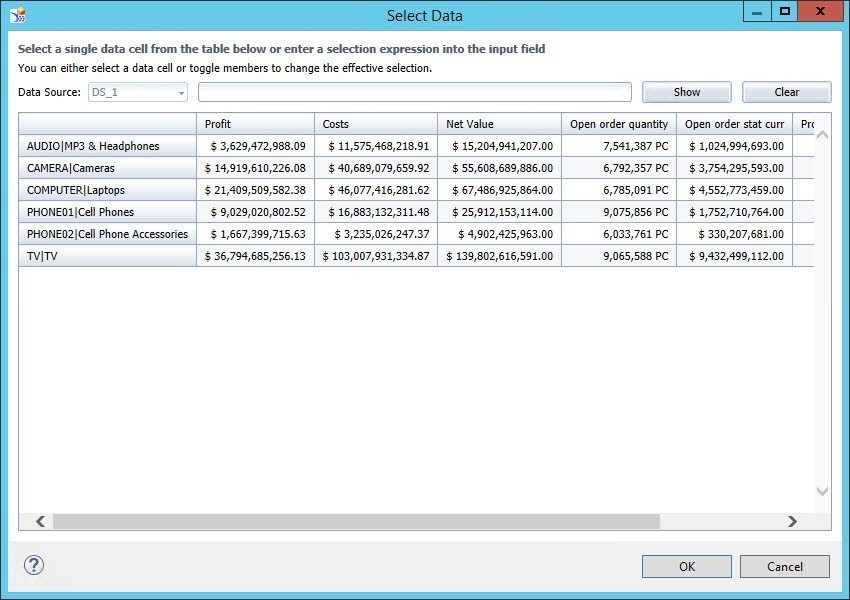 Select Data
Select a single data cell from the table below or enter a selection expression into the input field
You can either select a data cell or toggle members to change the effective selection.
Data Source: DS_1 Show Clear
Profit Costs Net Value Open order quantity Open order stat curr
AUDIO|MP3 & Headphones $ 3,629,472,988.09 $ 11,575,468,218.91 $ 15,204,941,207.00 7,541,387 PC $ 1,024,994,693.00
CAMERA|Cameras $ 14,919,610,226.08 $ 40,689,079,659.92 $ 55,608,689,886.00 6,792,357 PC $ 3,754,295,593.00
COMPUTER|Laptops $ 21,409,509,582.38 $ 46,077,416,281.62 $ 67,486,925,864.00 6,785,091 PC $ 4,552,773,459.00
PHONE01|Cell Phones $ 9,029,020,802.52 $ 16,883,132,311.48 $ 25,912,153,114.00 9,075,856 PC $ 1,752,710,764.00
PHONE02|Cell Phone Accessories $ 1,667,399,715.63 $ 3,235,026,247.37 $ 4,902,425,963.00 6,033,761 PC $ 330,207,681.00
TV|TV $ 36,794,685,256.13 $ 103,007,931,334.87 $ 139,802,616,591.00 9,065,588 PC $ 9,432,499,112.00
? OK Cancel